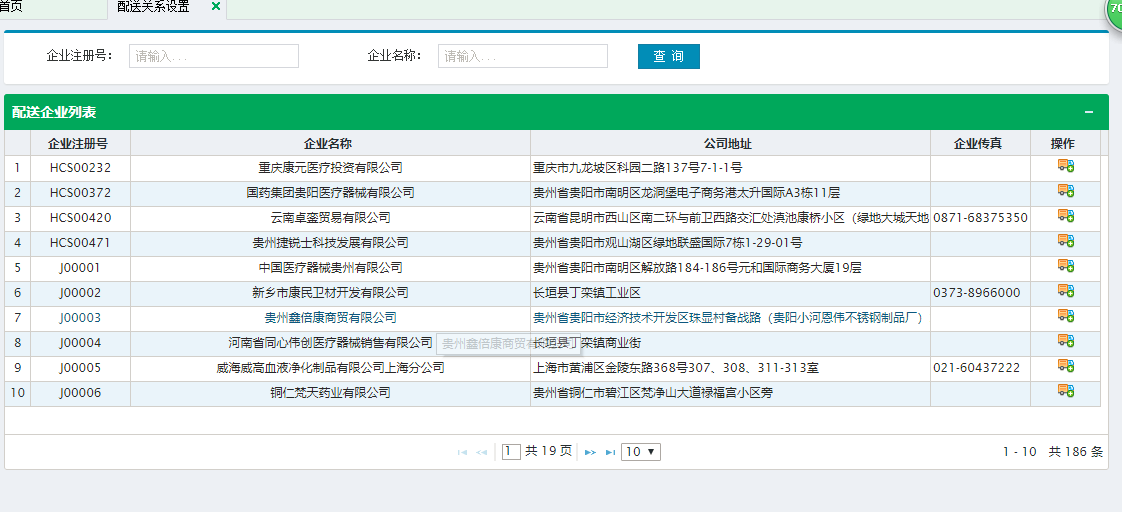 首页 配送关系设置 ×
70
企业注册号： 请输入... 企业名称： 请输入... 查 询
配送企业列表 −
企业注册号 企业名称 公司地址 企业传真 操作
1 HCS00232 重庆康元医疗投资有限公司 重庆市九龙坡区科园二路137号7-1-1号
2 HCS00372 国药集团贵阳医疗器械有限公司 贵州省贵阳市南明区龙洞堡电子商务港太升国际A3栋11层
3 HCS00420 云南卓銮贸易有限公司 云南省昆明市西山区南二环与前卫西路交汇处滇池康桥小区（绿地大城天地 0871-68375350
4 HCS00471 贵州捷锐士科技发展有限公司 贵州省贵阳市观山湖区绿地联盛国际7栋1-29-01号
5 J00001 中国医疗器械贵州有限公司 贵州省贵阳市南明区解放路184-186号元和国际商务大厦19层
6 J00002 新乡市康民卫材开发有限公司 长垣县丁栾镇工业区 0373-8966000
7 J00003 贵州鑫倍康商贸有限公司 贵州省贵阳市经济技术开发区珠显村备战路（贵阳小河恩伟不锈钢制品厂）
8 J00004 河南省同心伟创医疗器械销售有限公司 长垣县丁栾镇商业街
贵州鑫倍康商贸有限公司
9 J00005 威海威高血液净化制品有限公司上海分公司 上海市黄浦区金陵东路368号307、308、311-313室 021-60437222
10 J00006 铜仁梵天药业有限公司 贵州省铜仁市碧江区梵净山大道禄福宫小区旁
1 共 19 页 10 1 - 10 共 186 条